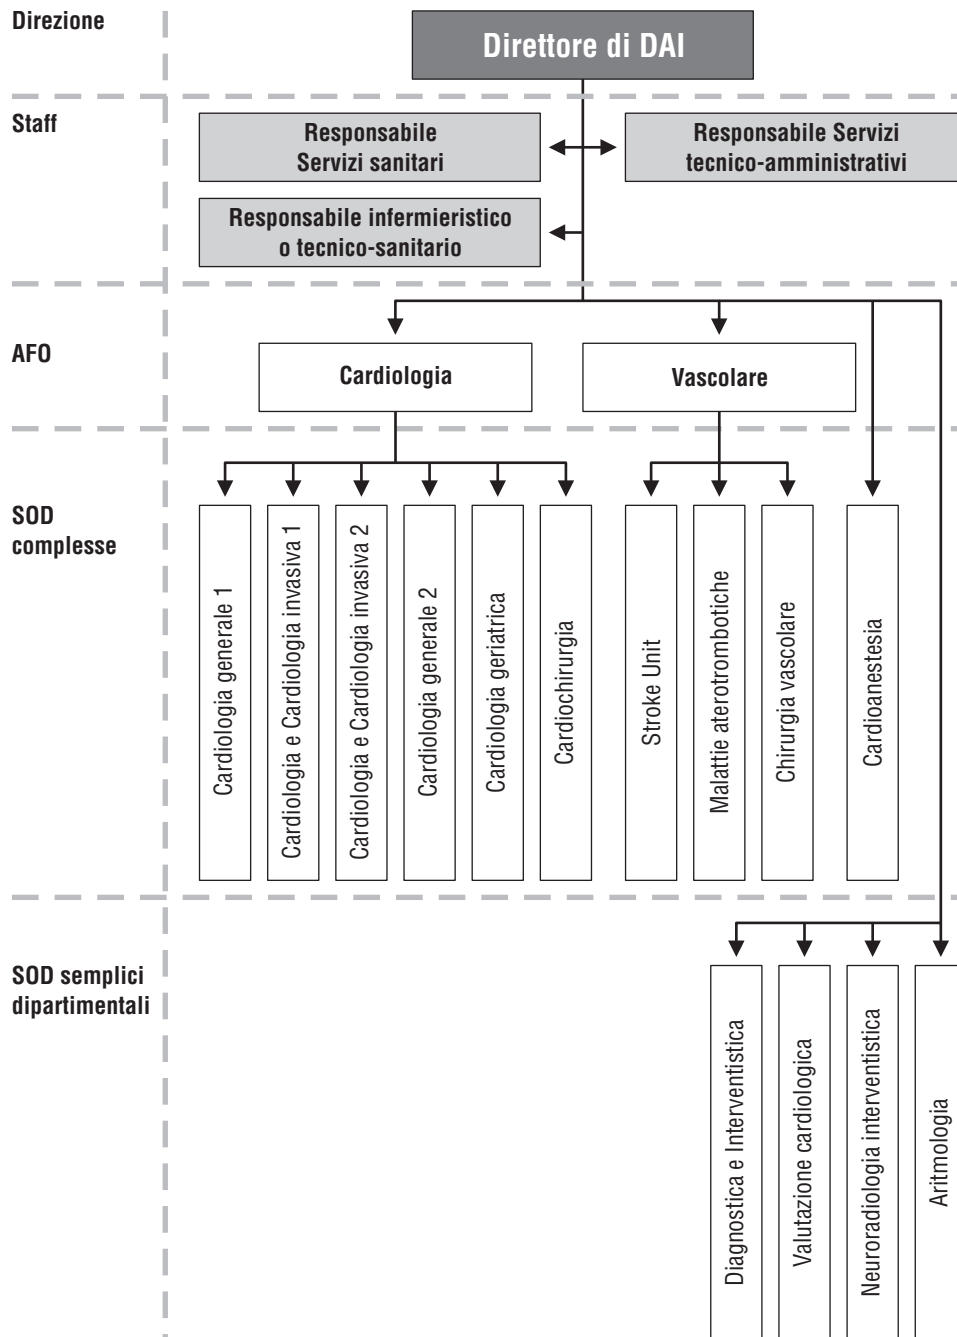 Direzione
Direttore di DAI
Staff
Responsabile
Servizi sanitari
Responsabile Servizi
tecnico-amministrativi
Responsabile infermieristico
o tecnico-sanitario
AFO
Cardiologia
Vascolare
SOD
complesse
Cardiologia generale 1
Cardiologia e Cardiologia invasiva 1
Cardiologia e Cardiologia invasiva 2
Cardiologia generale 2
Cardiologia geriatrica
Cardiochirurgia
Stroke Unit
Malattie aterotrombotiche
Chirurgia vascolare
Cardioanestesia
SOD semplici
dipartimentali
Diagnostica e Interventistica
Valutazione cardiologica
Neuroradiologia interventistica
Aritmologia